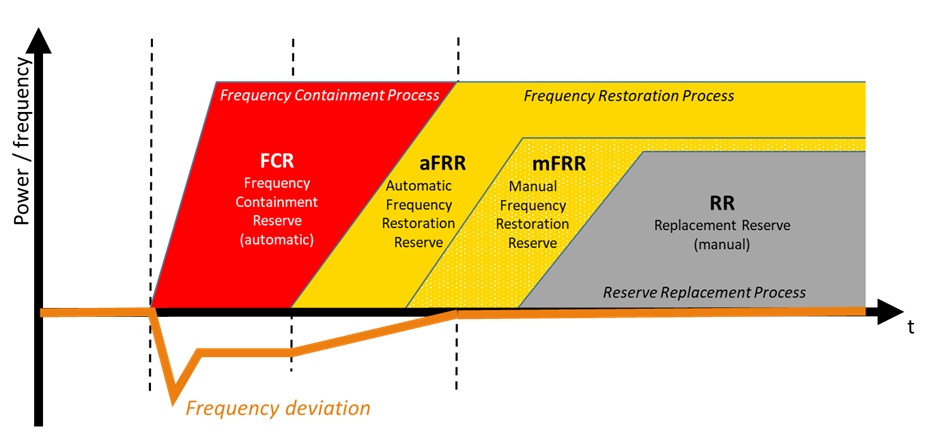 Power / frequency
Frequency Containment Process
Frequency Restoration Process
FCR
Frequency
Containment
Reserve
(automatic)
aFRR
Automatic
Frequency
Restoration
Reserve
mFRR
Manual
Frequency
Restoration
Reserve
RR
Replacement Reserve
(manual)
Reserve Replacement Process
t
Frequency deviation